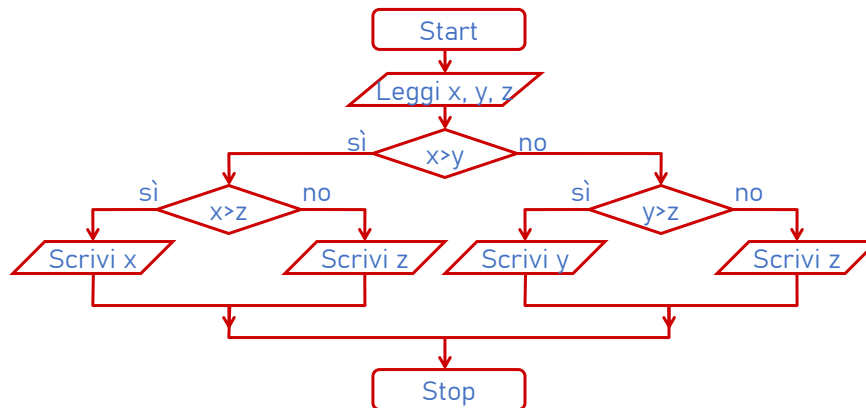 Start
Leggi x, y, z
sì
x>y
no
sì
x>z
no
sì
y>z
no
Scrivi x
Scrivi z
Scrivi y
Scrivi z
Stop